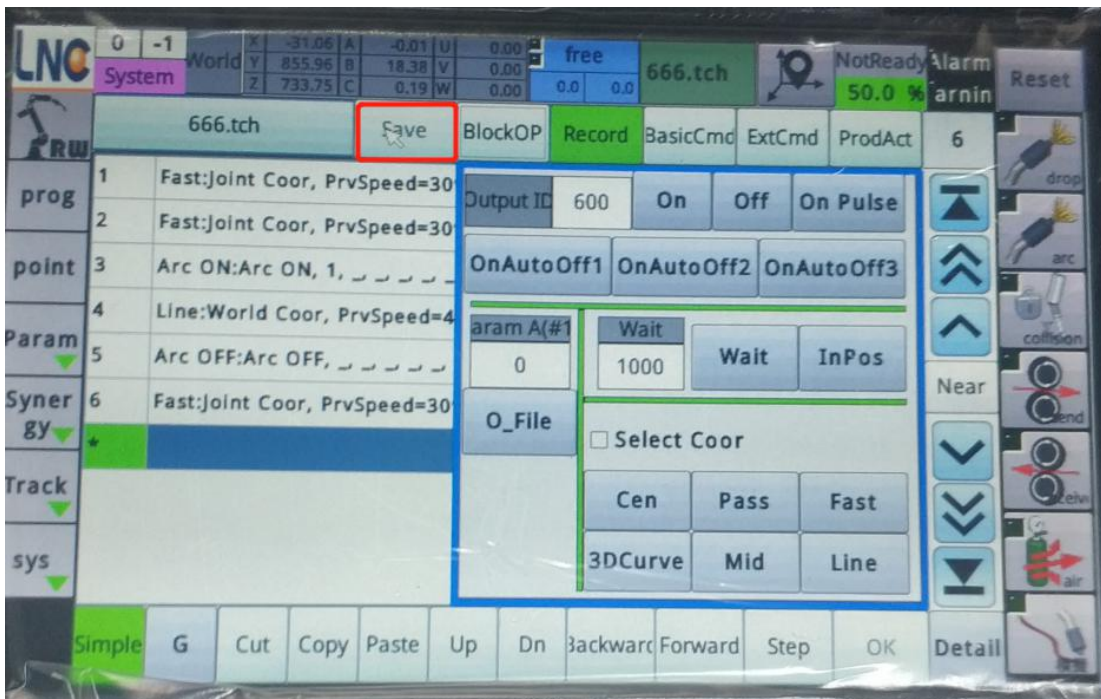 LNC
0 -1
System
World
X -31.06 A -0.01 U 0.00
Y 855.96 B 18.38 V 0.00
Z 733.75 C 0.19 W 0.00
free
0.0 0.0
666.tch
NotReady
50.0 %
Alarm
arnin
Reset
RW
666.tch
Save
BlockOP
Record
BasicCmd
ExtCmd
ProdAct
6
prog
point
Param
Syner
gy
Track
sys
1 Fast:Joint Coor, PrvSpeed=30
2 Fast:Joint Coor, PrvSpeed=30
3 Arc ON:Arc ON, 1, _, _, _, _, _
4 Line:World Coor, PrvSpeed=4
5 Arc OFF:Arc OFF, _, _, _, _, _
6 Fast:Joint Coor, PrvSpeed=30
*
Output ID 600 On Off On Pulse
OnAutoOff1 OnAutoOff2 OnAutoOff3
aram A(#1 Wait
0 1000 Wait InPos
O_File
Select Coor
Cen Pass Fast
3DCurve Mid Line
Near
drop
arc
collision
end
ceive
air
Simple G Cut Copy Paste Up Dn Backward Forward Step OK Detail